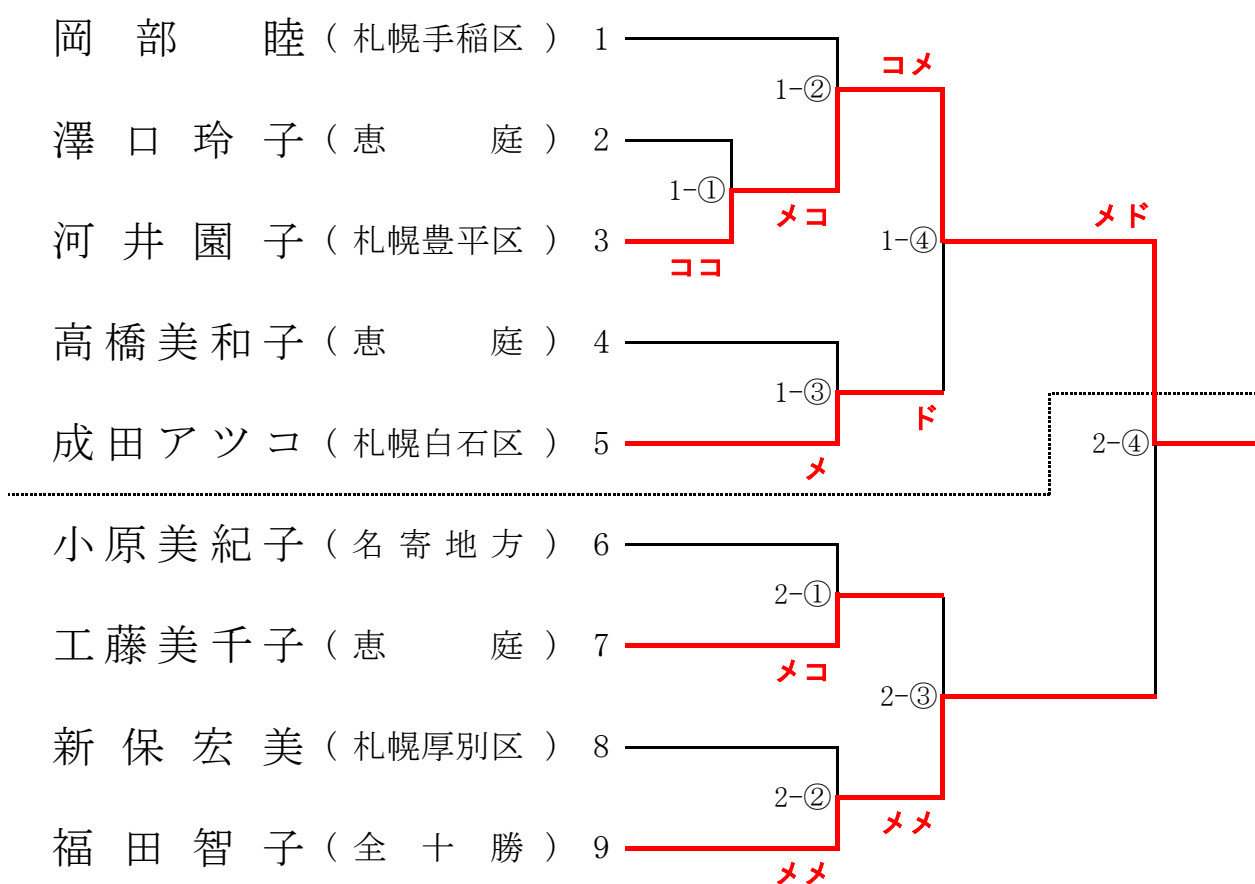 岡部 睦（札幌手稲区）1
コメ
1-②
澤口玲子（恵 庭）2
1-①
メコ
メド
河井園子（札幌豊平区）3
1-④
ココ
高橋美和子（恵 庭）4
1-③
ド
成田アツコ（札幌白石区）5
2-④
メ
小原美紀子（名寄地方）6
2-①
工藤美千子（恵 庭）7
メコ
2-③
新保宏美（札幌厚別区）8
2-②
メメ
福田智子（全十勝）9
メメ